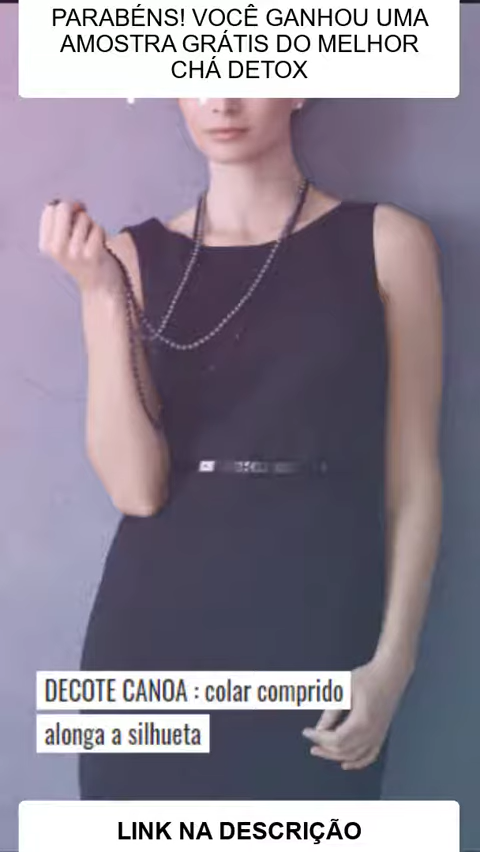 PARABÉNS! VOCÊ GANHOU UMA
AMOSTRA GRÁTIS DO MELHOR
CHÁ DETOX
DECOTE CANOA : colar comprido
alonga a silhueta
LINK NA DESCRIÇÃO